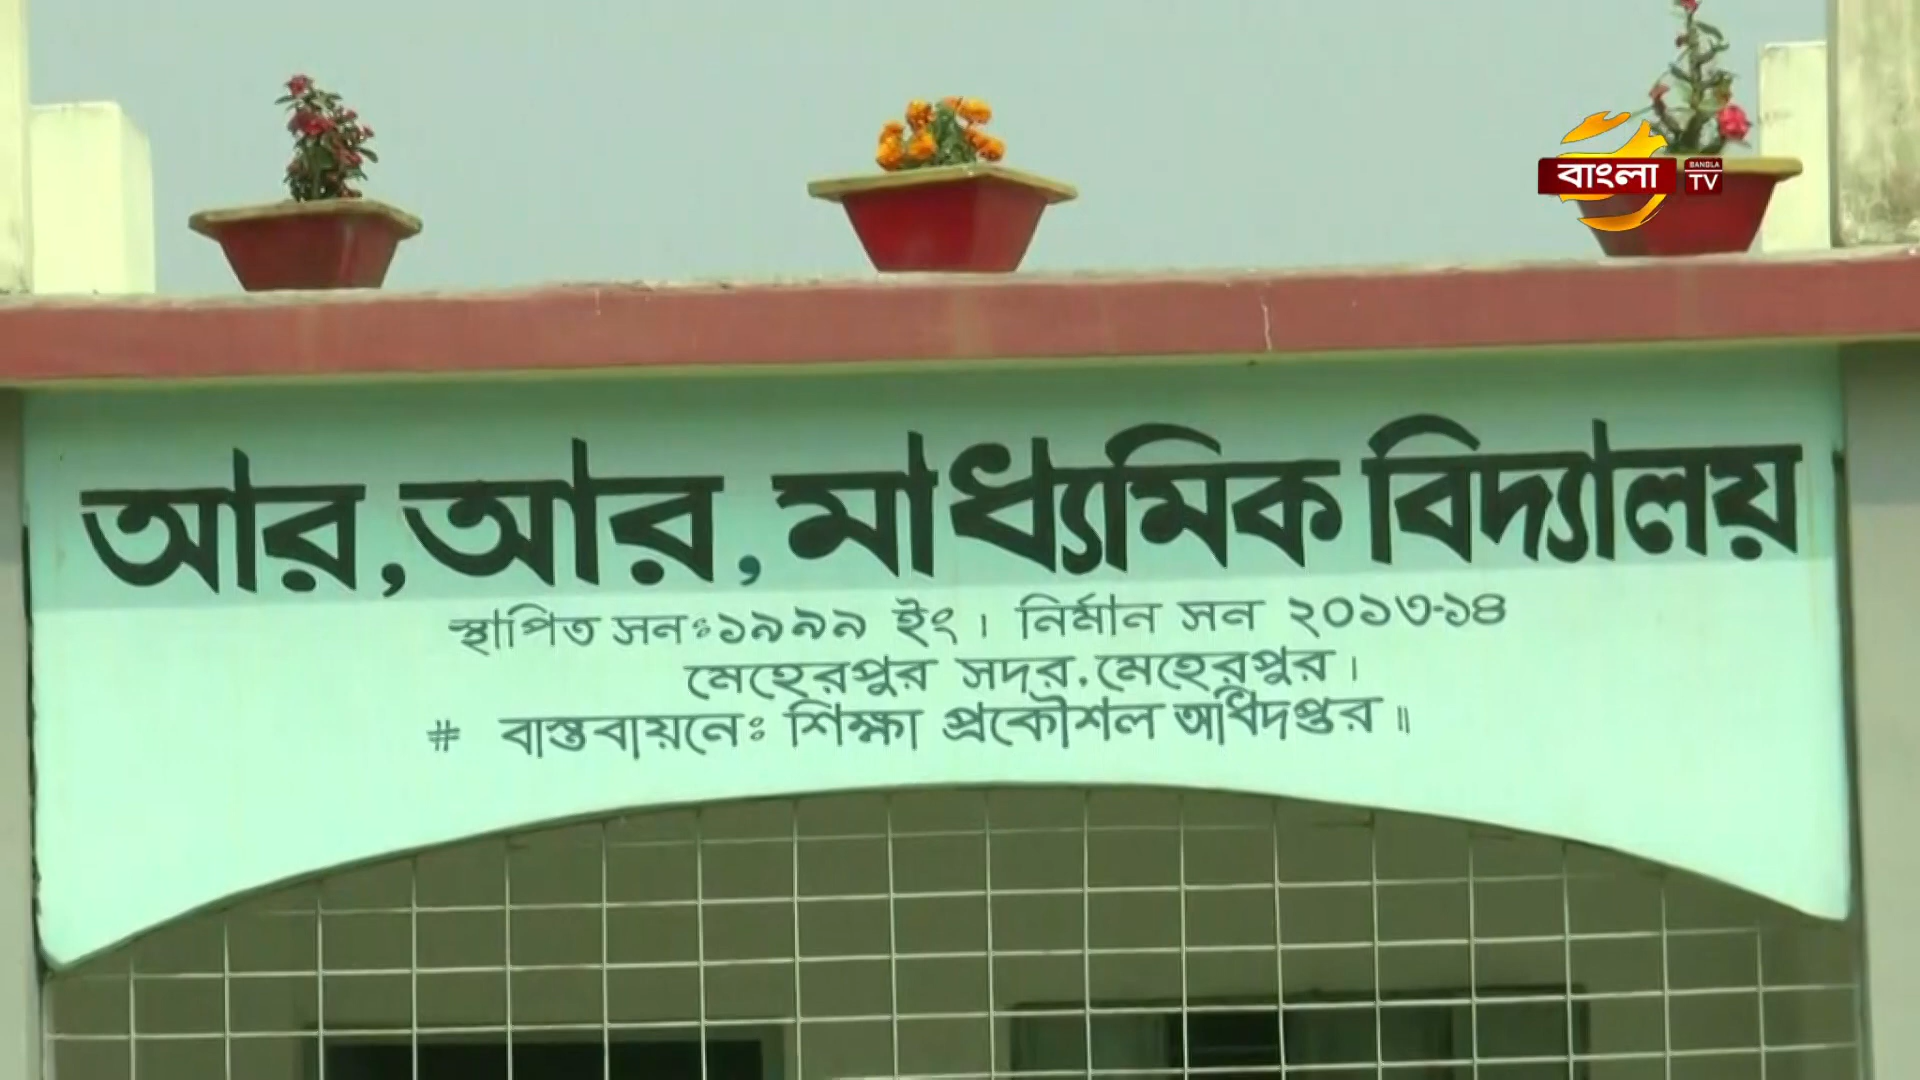 বাংলা
BANGLA
TV
আর, আর, মাধ্যমিক বিদ্যালয়
স্থাপিত সনঃ১৯৯৯ ইং। নির্মান সন ২০১৩-১৪
মেহেরপুর সদর, মেহেরপুর।
# বাস্তবায়নেঃ শিক্ষা প্রকৌশল অধিদপ্তর॥